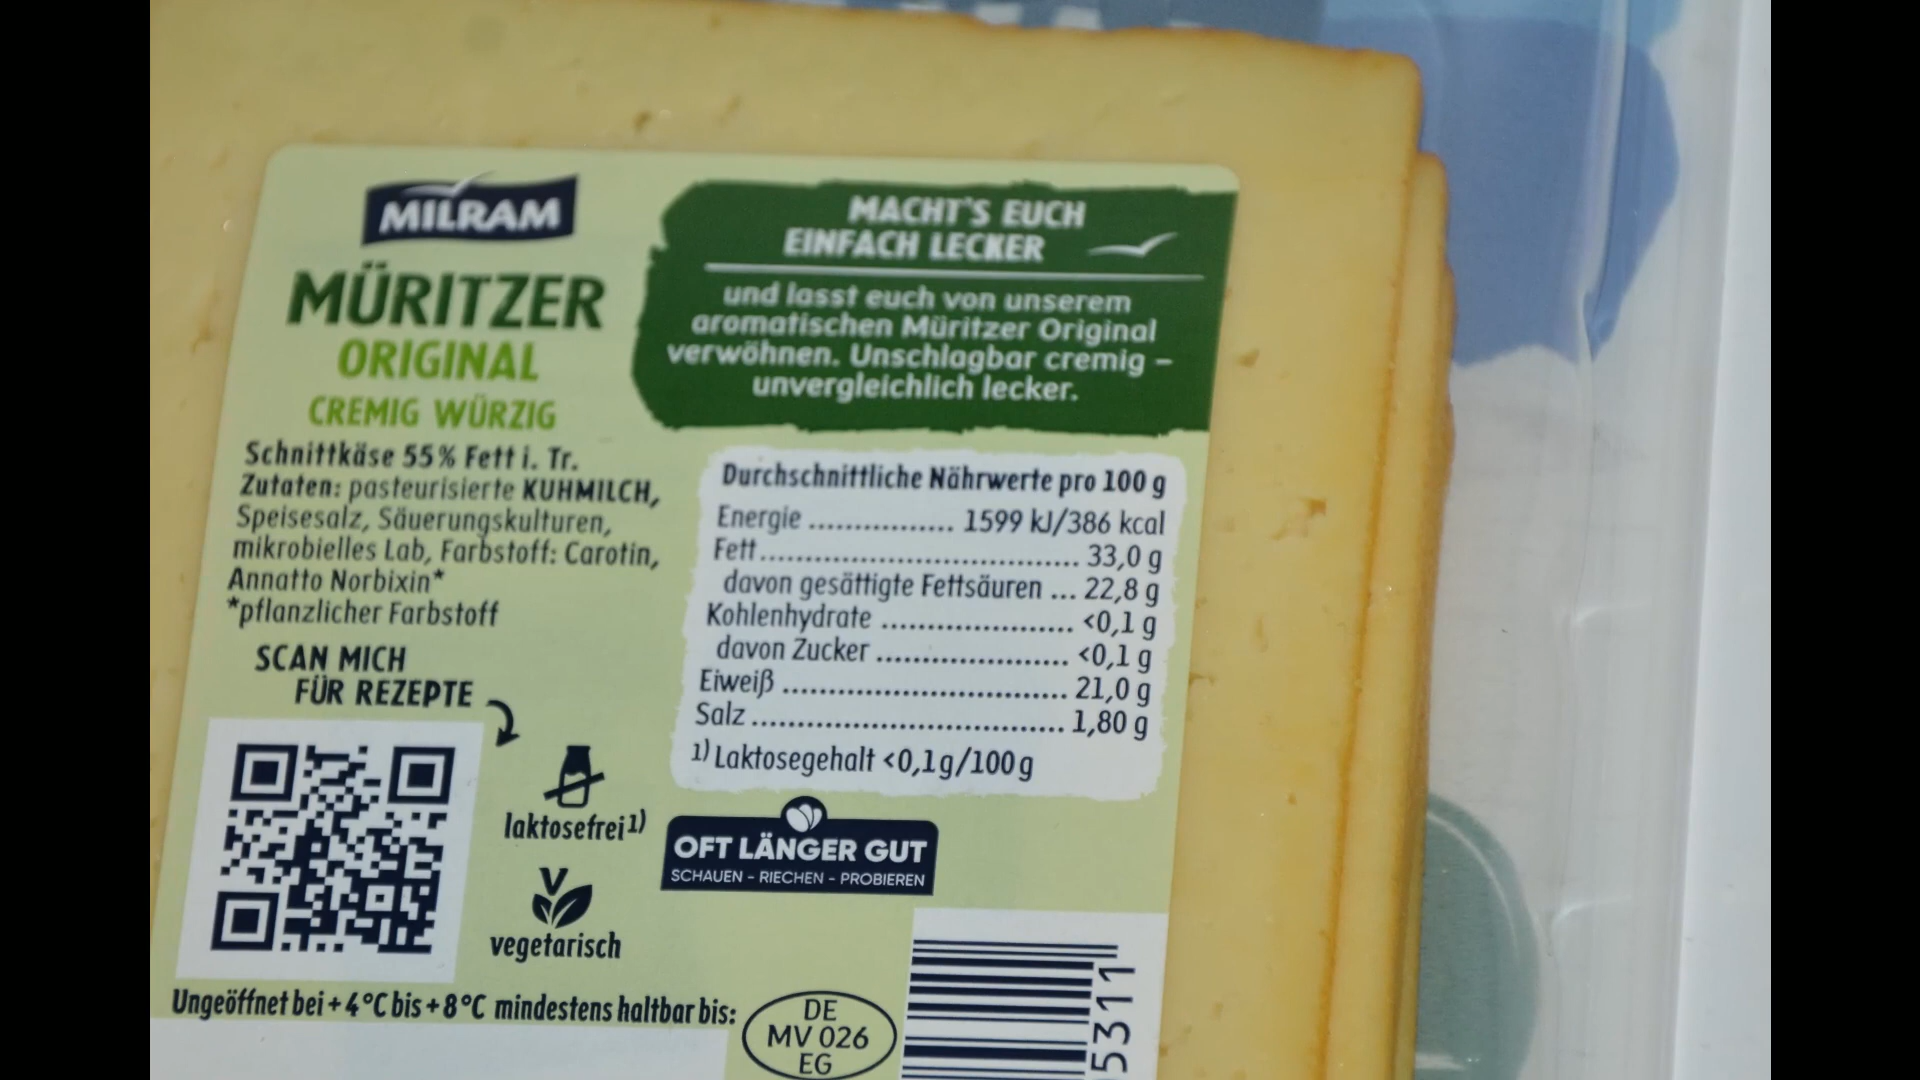 MILRAM
MÜRITZER
ORIGINAL
CREMIG WÜRZIG
Schnittkäse 55% Fett i. Tr.
Zutaten: pasteurisierte KUHMILCH,
Speisesalz, Säuerungskulturen,
mikrobielles Lab, Farbstoff: Carotin,
Annatto Norbixin*
*pflanzlicher Farbstoff
SCAN MICH
FÜR REZEPTE
laktosefrei1)
vegetarisch
MACHT'S EUCH
EINFACH LECKER
und lasst euch von unserem
aromatischen Müritzer Original
verwöhnen. Unschlagbar cremig –
unvergleichlich lecker.
Durchschnittliche Nährwerte pro 100 g
Energie ................ 1599 kJ/386 kcal
Fett ................................... 33,0 g
davon gesättigte Fettsäuren ... 22,8 g
Kohlenhydrate ..................... <0,1 g
davon Zucker ..................... <0,1 g
Eiweiß ............................... 21,0 g
Salz ................................... 1,80 g
1) Laktosegehalt <0,1g/100g
OFT LÄNGER GUT
SCHAUEN - RIECHEN - PROBIEREN
Ungeöffnet bei +4°C bis +8°C mindestens haltbar bis:
DE
MV 026
EG
5311